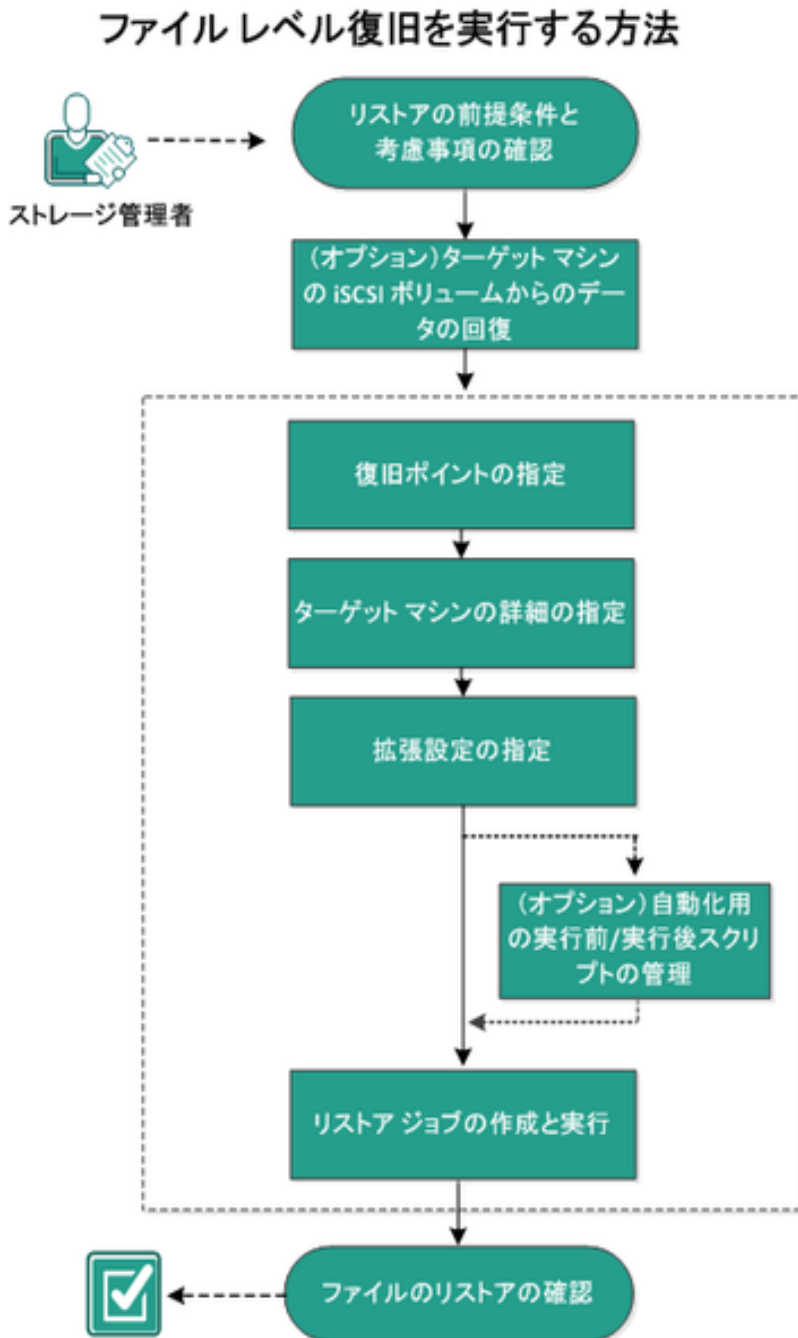 ファイル レベル復旧を実行する方法
リストアの前提条件と
考慮事項の確認
ストレージ管理者
(オプション)ターゲット マシン
の iSCSI ボリュームからのデー
タの回復
復旧ポイントの指定
ターゲット マシンの詳細の指定
拡張設定の指定
(オプション)自動化用
の実行前/実行後スクリ
プトの管理
リストア ジョブの作成と実行
ファイルのリストアの確認